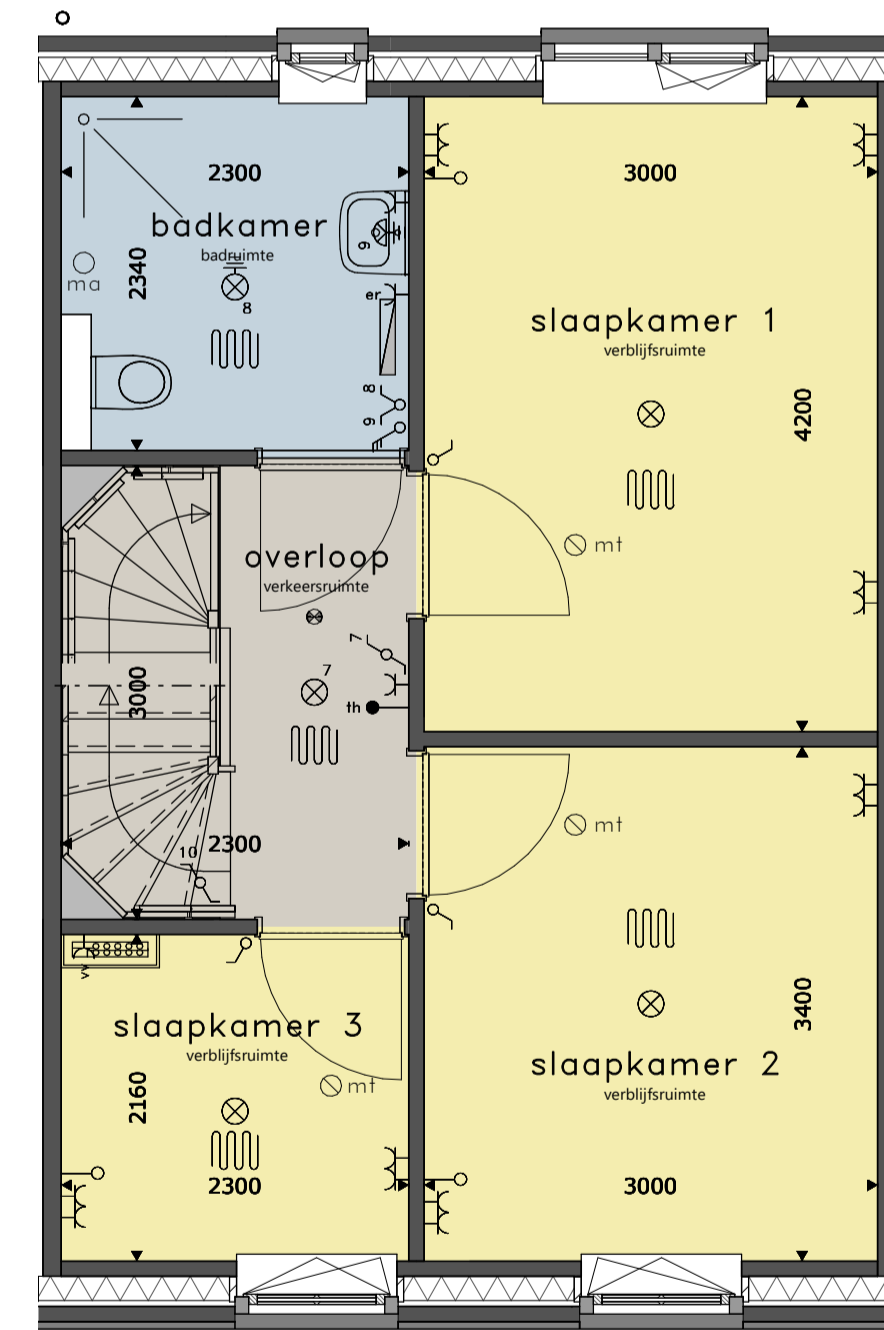 2300
3000
badkamer
badruimte
2340
ma
8
9
er
8
9
slaapkamer 1
verblijfsruimte
4200
mt
overloop
verkeersruimte
7
7
th
3000
2300
10
mt
vv
slaapkamer 3
verblijfsruimte
2160
mt
2300
3400
slaapkamer 2
verblijfsruimte
3000